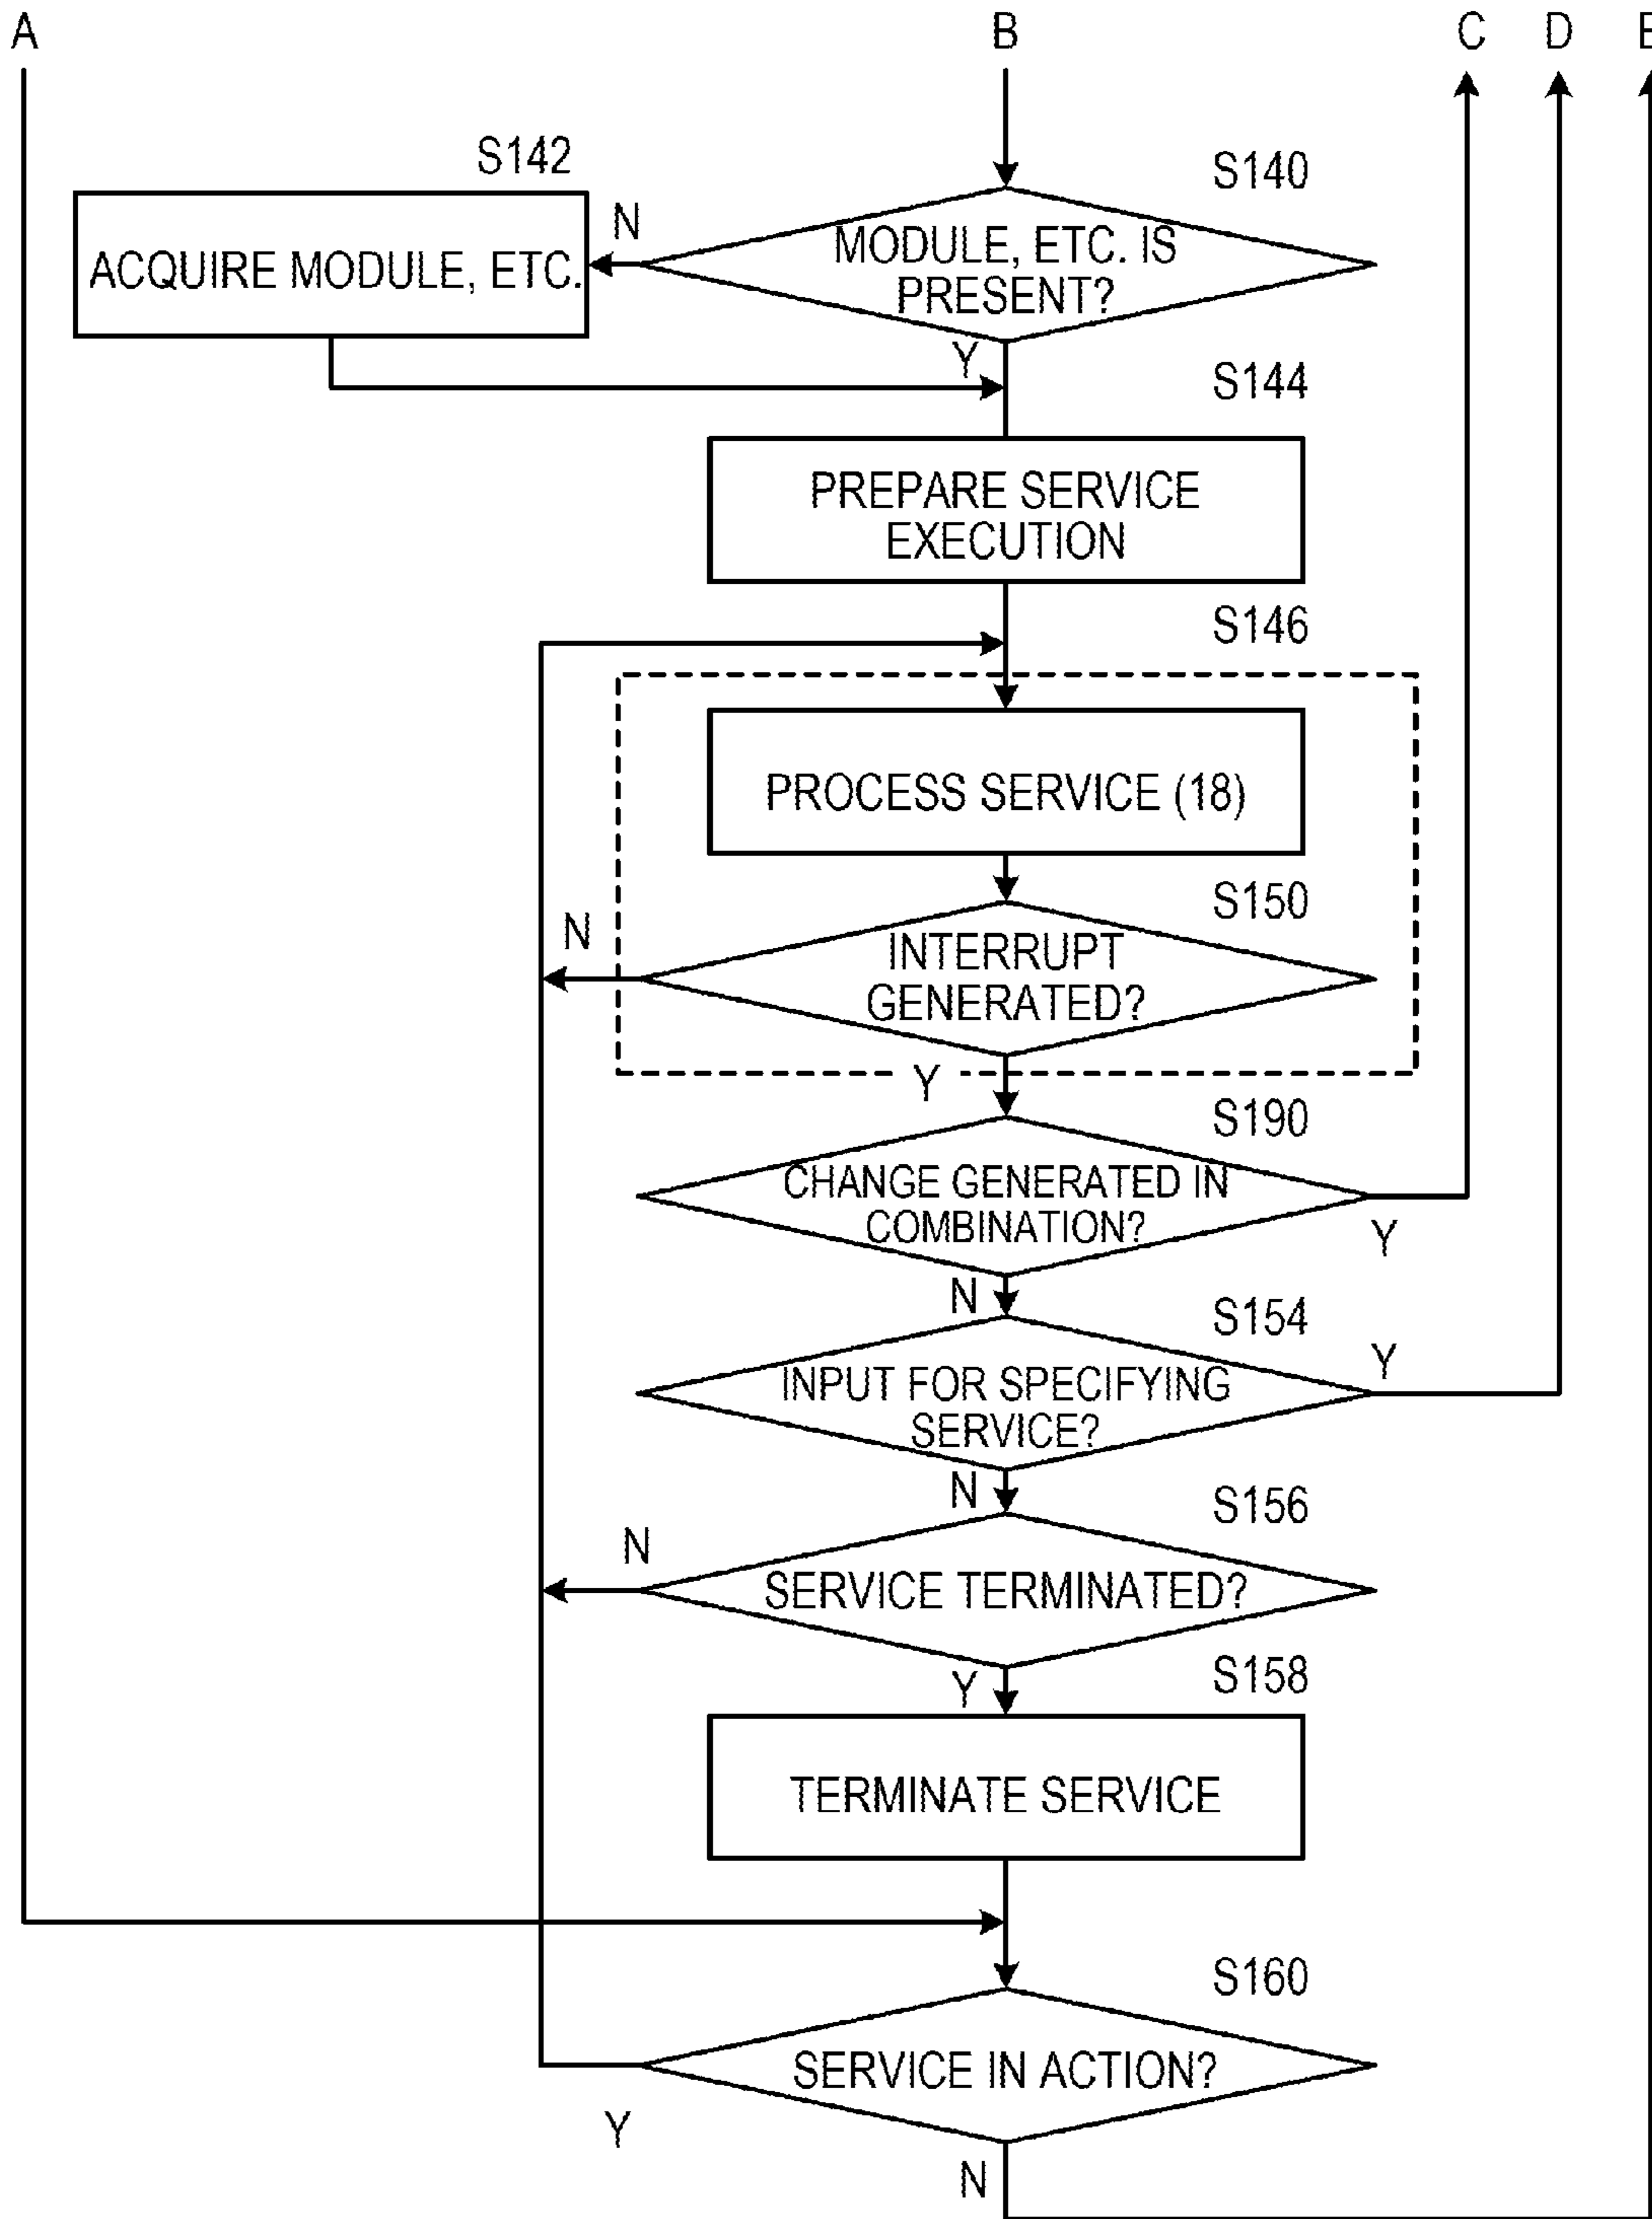 A
B
C
D
E
S142
S140
N
MODULE, ETC. IS
PRESENT?
ACQUIRE MODULE, ETC.
Y
S144
PREPARE SERVICE
EXECUTION
S146
PROCESS SERVICE (18)
S150
N
INTERRUPT
GENERATED?
Y
S190
CHANGE GENERATED IN
COMBINATION?
Y
N
S154
Y
INPUT FOR SPECIFYING
SERVICE?
N
S156
N
SERVICE TERMINATED?
Y
S158
TERMINATE SERVICE
S160
SERVICE IN ACTION?
Y
N